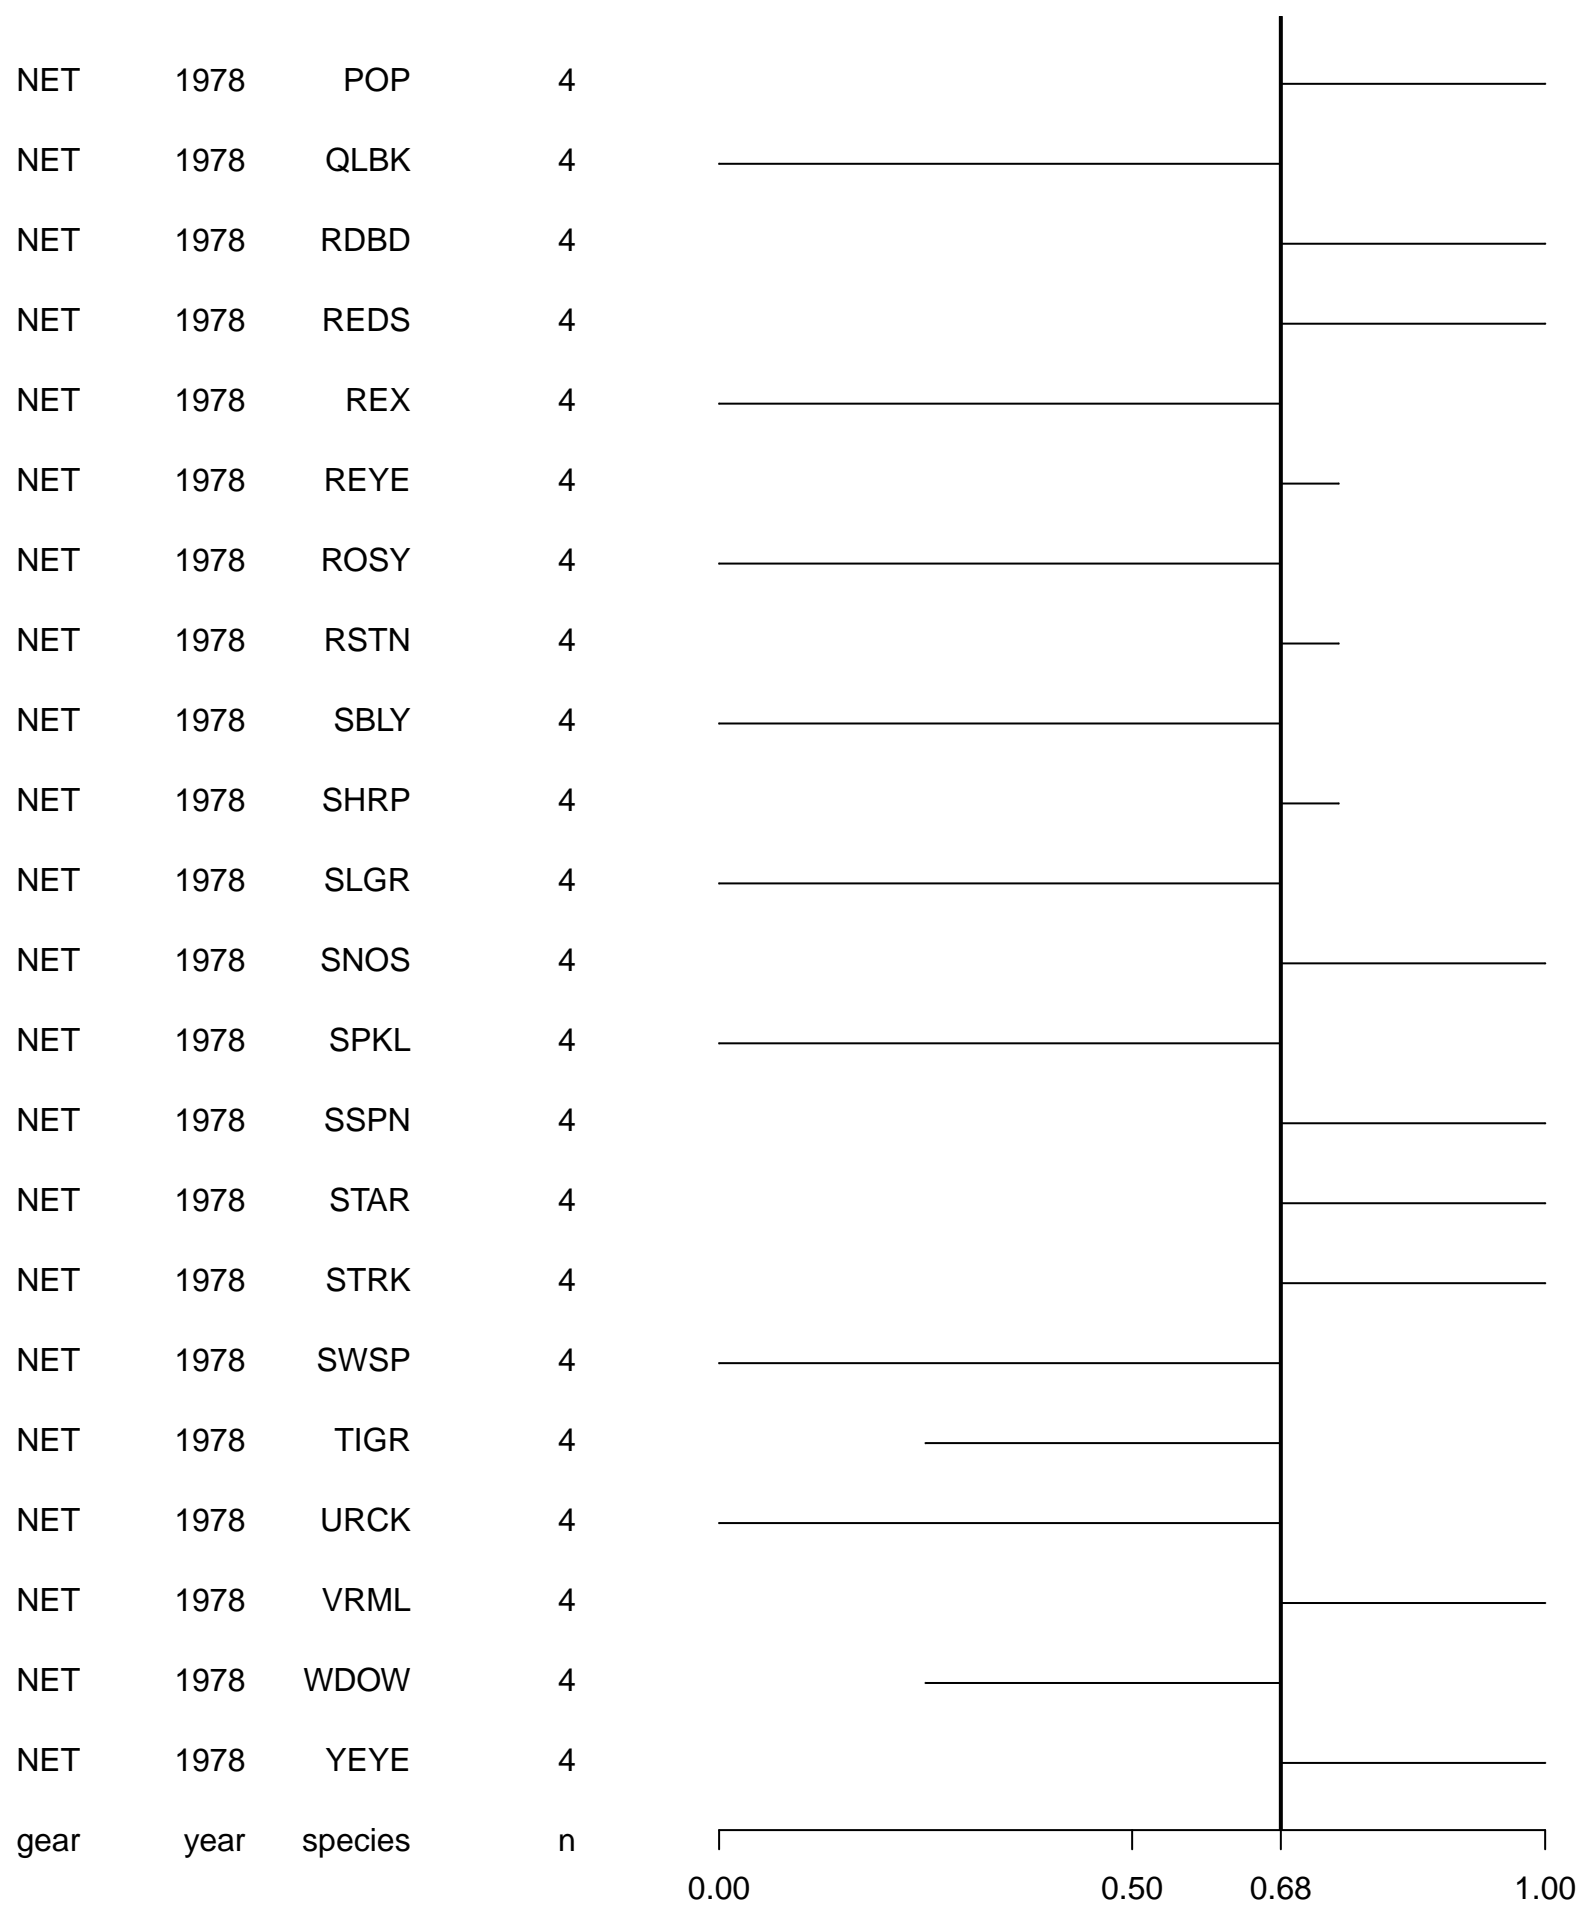 NET 1978 POP 4
NET 1978 QLBK 4
NET 1978 RDBD 4
NET 1978 REDS 4
NET 1978 REX 4
NET 1978 REYE 4
NET 1978 ROSY 4
NET 1978 RSTN 4
NET 1978 SBLY 4
NET 1978 SHRP 4
NET 1978 SLGR 4
NET 1978 SNOS 4
NET 1978 SPKL 4
NET 1978 SSPN 4
NET 1978 STAR 4
NET 1978 STRK 4
NET 1978 SWSP 4
NET 1978 TIGR 4
NET 1978 URCK 4
NET 1978 VRML 4
NET 1978 WDOW 4
NET 1978 YEYE 4
gear year species n
0.00 0.50 0.68 1.00